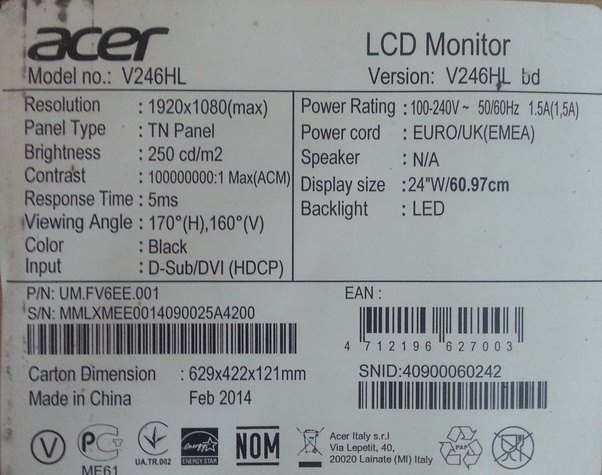 acer
LCD Monitor
Model no.: V246HL
Version: V246HL bd
Resolution : 1920x1080(max)
Panel Type : TN Panel
Brightness : 250 cd/m2
Contrast : 100000000:1 Max(ACM)
Response Time : 5ms
Viewing Angle : 170°(H),160°(V)
Color : Black
Input : D-Sub/DVI (HDCP)
Power Rating : 100-240V~ 50/60Hz 1.5A(1,5A)
Power cord : EURO/UK(EMEA)
Speaker : N/A
Display size : 24"W/60.97cm
Backlight : LED
P/N: UM.FV6EE.001
S/N: MMLXMEE0014090025A4200
Carton Dimension : 629x422x121mm
Made in China Feb 2014
EAN :
4 712196 627003
SNID:40900060242
V
PC
ME61
UA.TR.002
ENERGY STAR
NOM
Acer Italy s.r.l
Via Lepetit, 40,
20020 Lainate (MI) Italy
PAP